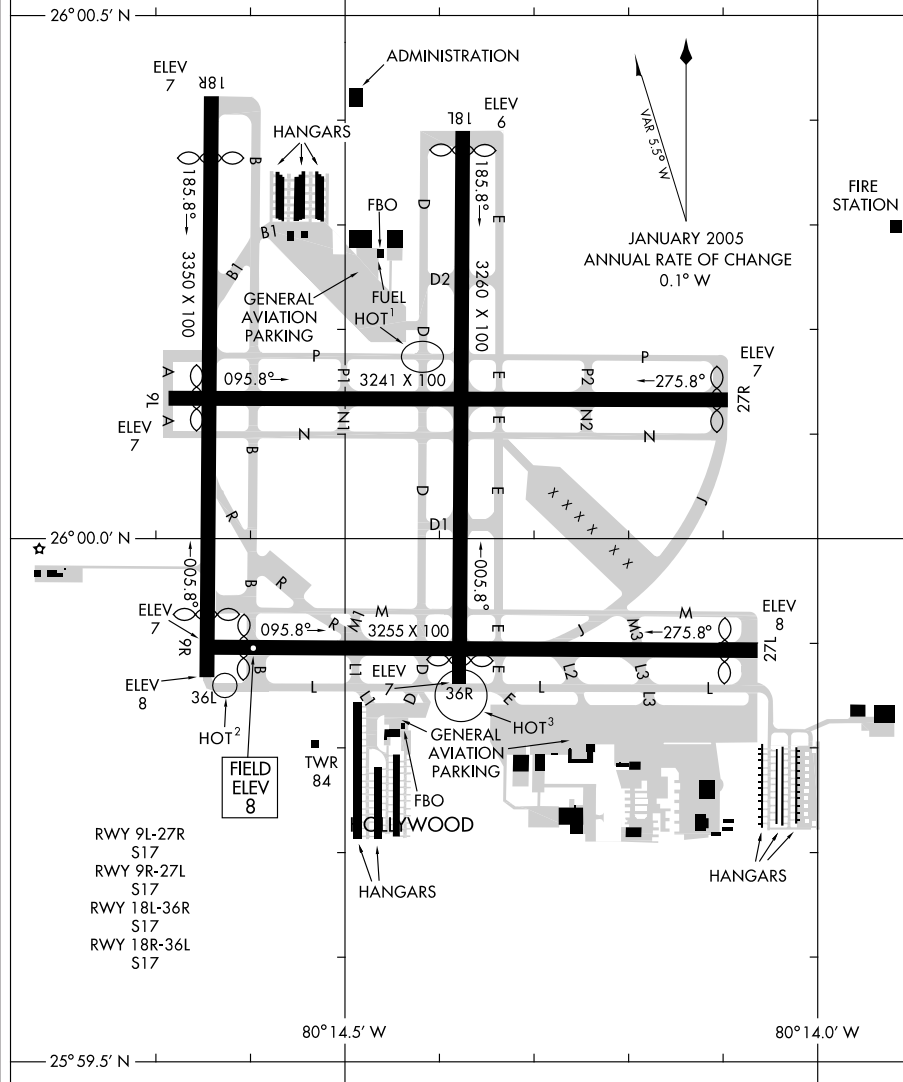 26° 00.5' N
ADMINISTRATION
ELEV
7
18R
ELEV
6
18L
HANGARS
VAR 5.5° W
B
185.8°
185.8°
D
E
FBO
FIRE
STATION
B1
B1
JANUARY 2005
ANNUAL RATE OF CHANGE
0.1° W
3350 X 100
3260 X 100
D2
GENERAL
AVIATION
PARKING
FUEL
HOT1
D
P
E
P
ELEV
7
A
095.8°
P1
3241 X 100
P2
275.8°
9L
27R
A
N1
E
N2
ELEV
7
N
N
B
D
E
X X X X X X X
J
R
D1
26° 00.0' N
005.8°
005.8°
B
R
M
M
ELEV
8
ELEV
7
095.8°
R
M1
3255 X 100
E
J
M3
275.8°
9R
27L
B
L1
D
ELEV
7
L2
L3
ELEV
8
36L
L
L1
D
36R
E
L
L3
L
HOT2
HOT3
GENERAL
AVIATION
PARKING
TWR
84
FIELD
ELEV
8
FBO
HOLLYWOOD
RWY 9L-27R
S17
RWY 9R-27L
S17
RWY 18L-36R
S17
RWY 18R-36L
S17
HANGARS
HANGARS
80° 14.5' W
80° 14.0' W
25° 59.5' N